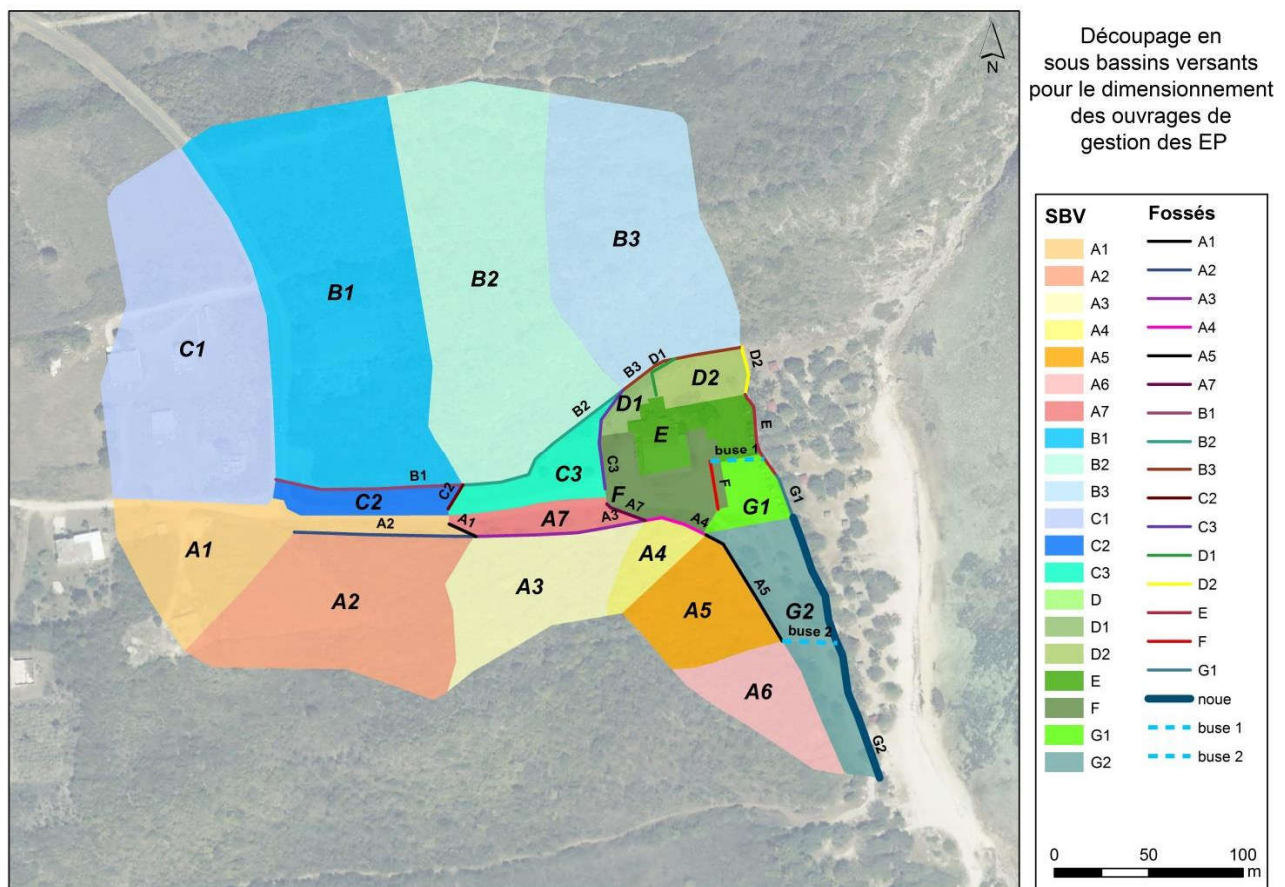 Découpage en
sous bassins versants
pour le dimensionnement
des ouvrages de
gestion des EP
N
B3
B2
B1
C1
D1
D2
B3
D2
D1
B2
E
E
buse 1
C3
C3
B1
C2
C2
F
F
G1
G1
A7
A7
A3
A2
A1
A4
A1
A4
A2
A3
A5
A5
G2
buse 2
A6
G2
SBV
A1
A2
A3
A4
A5
A6
A7
B1
B2
B3
C1
C2
C3
D
D1
D2
E
F
G1
G2
Fossés
A1
A2
A3
A4
A5
A7
B1
B2
B3
C2
C3
D1
D2
E
F
G1
noue
buse 1
buse 2
0 50 100
m